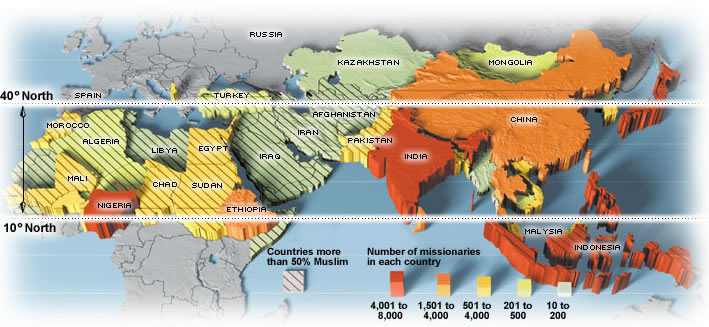 RUSSIA
KAZAKHSTAN
MONGOLIA
40° North
SPAIN
TURKEY
AFGHANISTAN
MOROCCO
IRAN
CHINA
ALGERIA
EGYPT
PAKISTAN
LIBYA
IRAQ
INDIA
MALI
CHAD
SUDAN
NIGERIA
ETHIOPIA
10° North
MALYSIA
INDONESIA
Countries more
than 50% Muslim
Number of missionaries
in each country
4,001 to
8,000
1,501 to
4,000
501 to
4,000
201 to
500
10 to
200